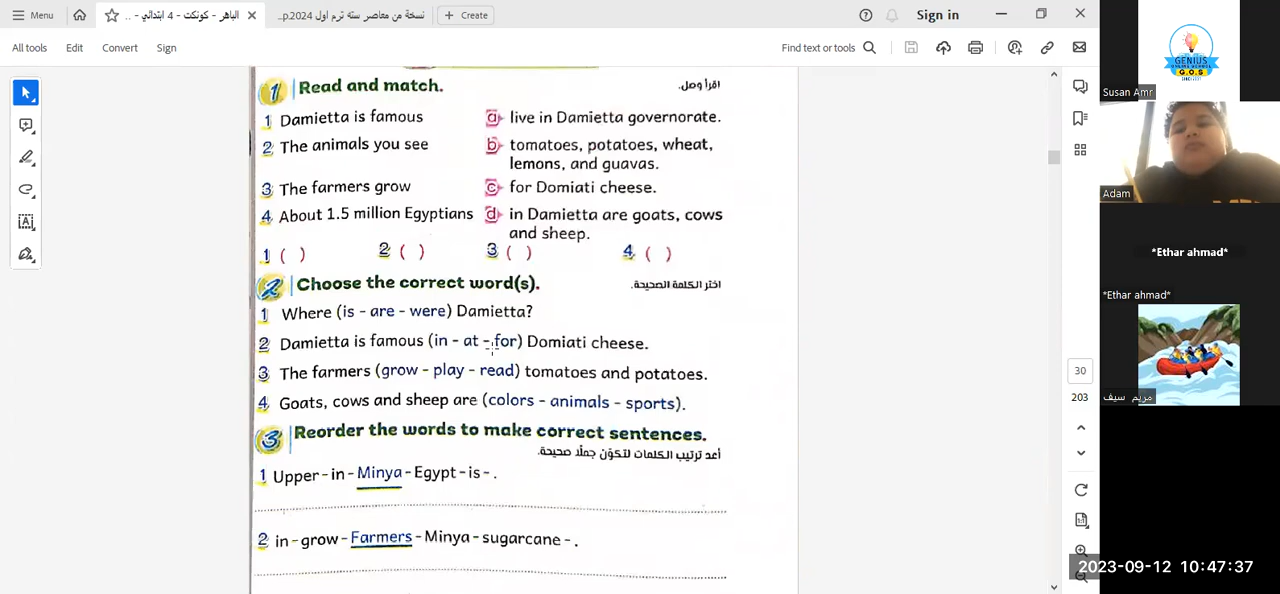 Menu
الباهر - كونكت - 4 ابتدائي - ..
نسخة من معاصر سته ترم اول 2024.p...
Create
Sign in
All tools Edit Convert Sign
Find text or tools
1 Read and match.
اقرأ وصل.
1 Damietta is famous
a live in Damietta governorate.
2 The animals you see
b tomatoes, potatoes, wheat,
lemons, and guavas.
3 The farmers grow
c for Domiati cheese.
4 About 1.5 million Egyptians
d in Damietta are goats, cows
and sheep.
1 ( ) 2 ( ) 3 ( ) 4 ( )
2 Choose the correct word(s).
اختر الكلمة الصحيحة.
1 Where (is - are - were) Damietta?
2 Damietta is famous (in - at - for) Domiati cheese.
3 The farmers (grow - play - read) tomatoes and potatoes.
4 Goats, cows and sheep are (colors - animals - sports).
3 Reorder the words to make correct sentences.
أعد ترتيب الكلمات لتكوّن جملًا صحيحة.
1 Upper - in - Minya - Egypt - is - .
2 in - grow - Farmers - Minya - sugarcane - .
30
203
GENIUS
G.O.S
Susan Amr
Adam
*Ethar ahmad*
*Ethar ahmad*
مريم سيف
2023-09-12 10:47:37